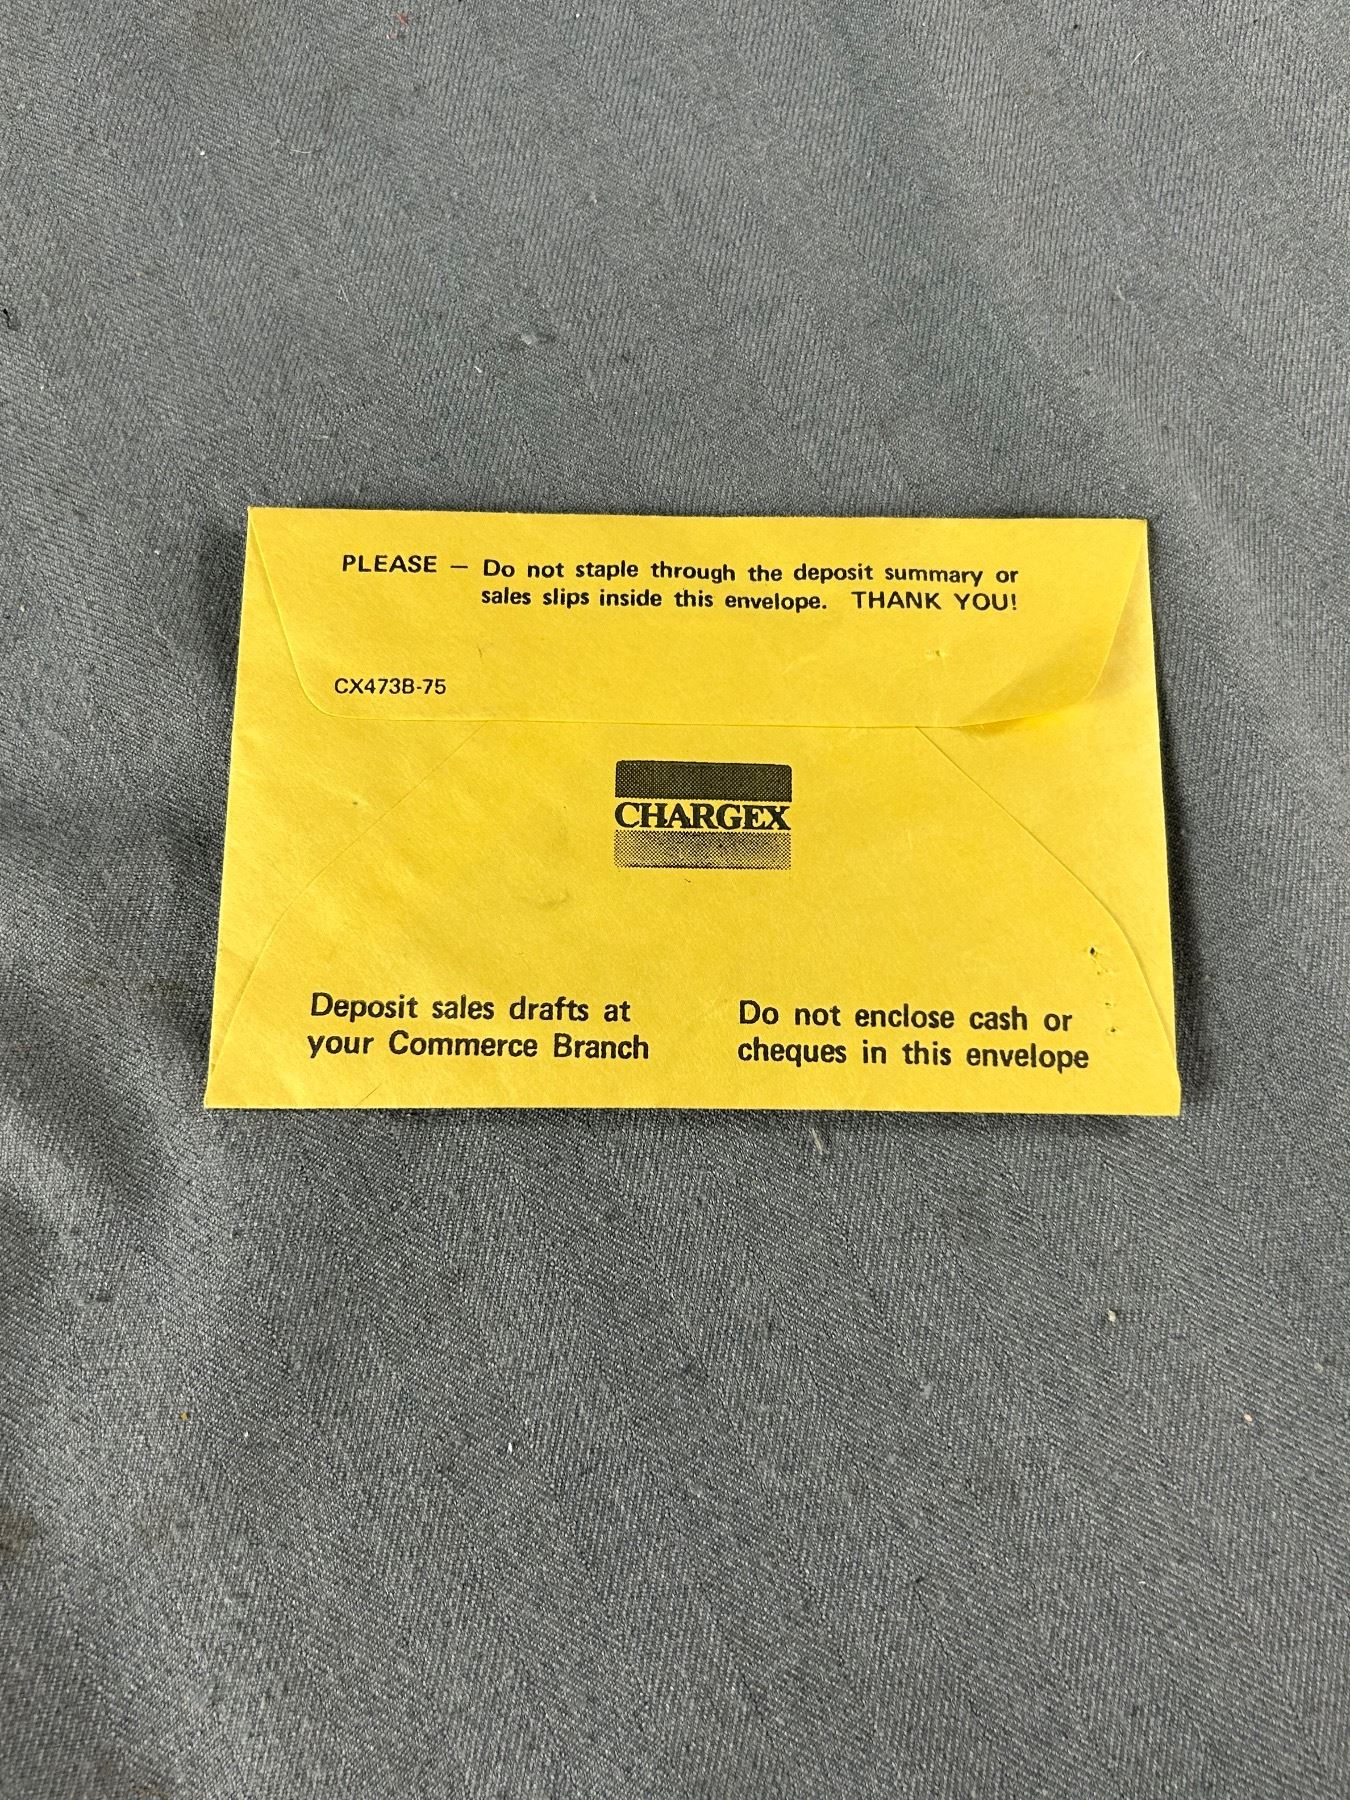 PLEASE — Do not staple through the deposit summary or
sales slips inside this envelope. THANK YOU!
CX473B-75
CHARGEX
Deposit sales drafts at
your Commerce Branch
Do not enclose cash or
cheques in this envelope